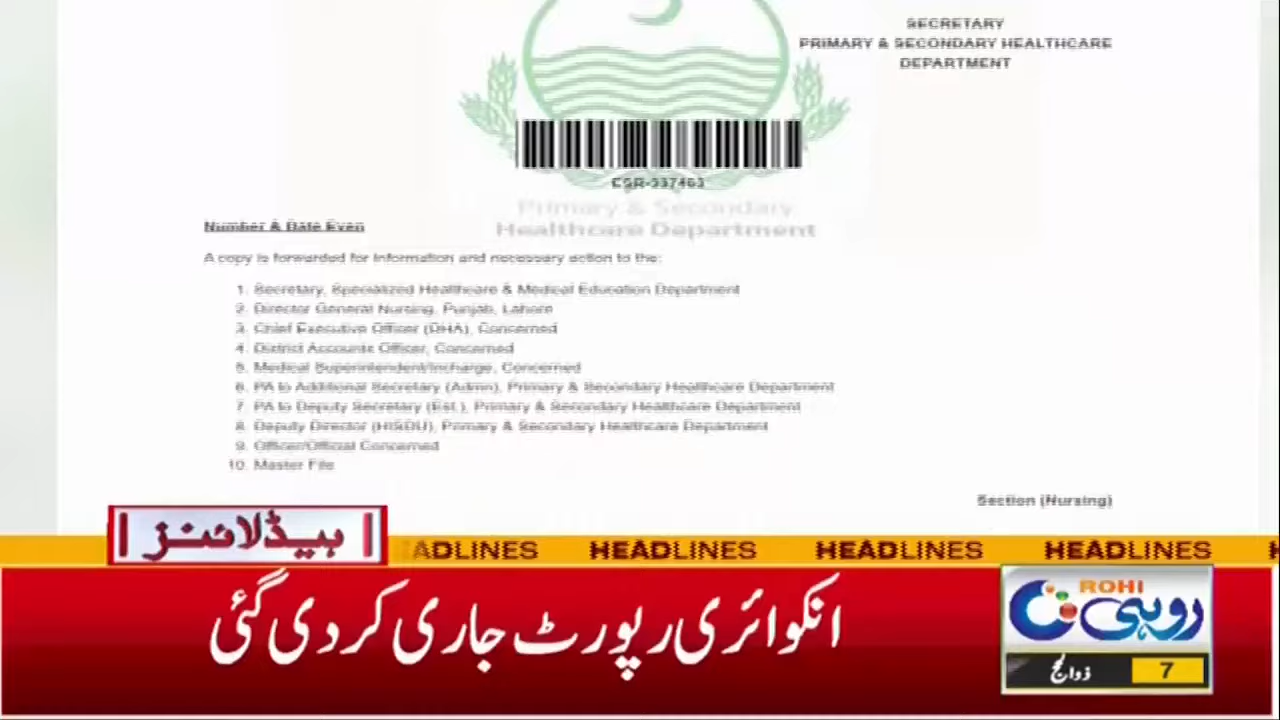 SECRETARY
PRIMARY & SECONDARY HEALTHCARE
DEPARTMENT
CSR-337463
Primary & Secondary
Healthcare Department
Number & Date Even
A copy is forwarded for information and necessary action to the:
1. Secretary, Specialized Healthcare & Medical Education Department
2. Director General Nursing, Punjab, Lahore
3. Chief Executive Officer (DHA), Concerned
4. District Accounts Officer, Concerned
5. Medical Superintendent/Incharge, Concerned
6. PA to Additional Secretary (Admn), Primary & Secondary Healthcare Department
7. PA to Deputy Secretary (Est.), Primary & Secondary Healthcare Department
8. Deputy Director (HISDU), Primary & Secondary Healthcare Department
9. Officer/Official Concerned
10. Master File
Section (Nursing)
ہیڈلائنز
ADLINES HEADLINES HEADLINES HEADLINES
انکوائری رپورٹ جاری کر دی گئی
ROHI
روہی
7 ذوالحج